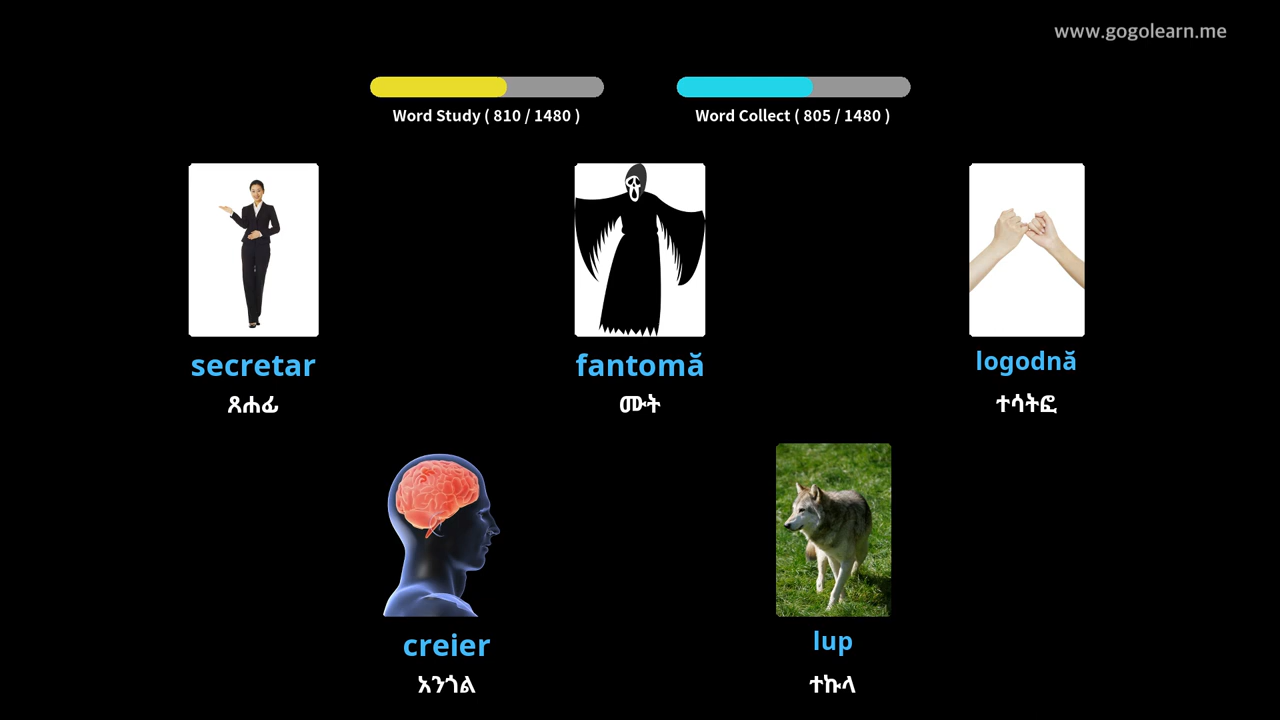 www.gogolearn.me
Word Study ( 810 / 1480 )
Word Collect ( 805 / 1480 )
secretar
ጸሐፊ
fantomă
ሙት
logodnă
ተሳትፎ
creier
አንጎል
lup
ተኩላ